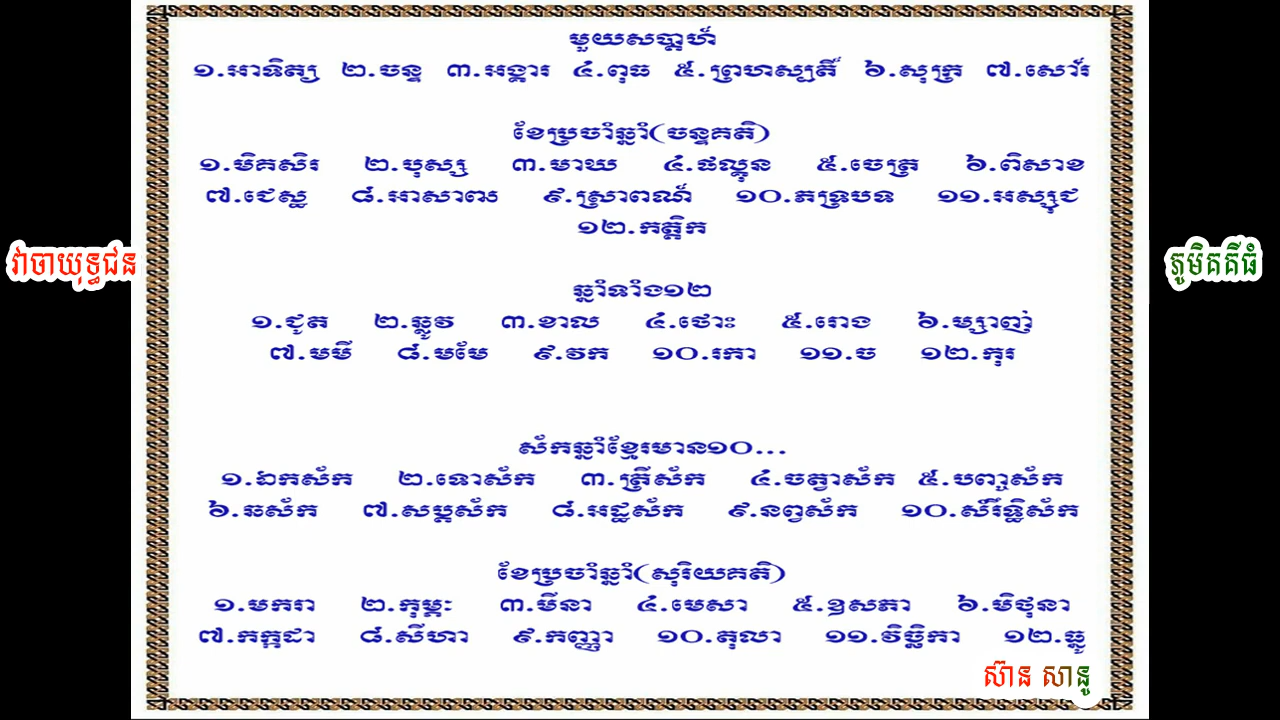 មួយសប្តាហ៍
១.អាទិត្យ ២.ចន្ទ ៣.អង្គារ ៤.ពុធ ៥.ព្រហស្បតិ៍ ៦.សុក្រ ៧.សៅរ៍
ខែប្រចាំឆ្នាំ(ចន្ទគតិ)
១.មិគសិរ ២.បុស្ស ៣.មាឃ ៤.ផល្គុន ៥.ចេត្រ ៦.ពិសាខ
៧.ជេស្ឋ ៨.អាសាឍ ៩.ស្រាពណ៍ ១០.ភទ្របទ ១១.អស្សុជ
១២.កត្តិក
វាចាយុទ្ធជន
ភូមិគគីធំ
ឆ្នាំទាំង១២
១.ជូត ២.ឆ្លូវ ៣.ខាល ៤.ថោះ ៥.រោង ៦.ម្សាញ់
៧.មមី ៨.មមែ ៩.វក ១០.រកា ១១.ច ១២.កុរ
ស័កឆ្នាំខ្មែរមាន១០...
១.ឯកស័ក ២.ទោស័ក ៣.ត្រីស័ក ៤.ចត្វាស័ក ៥.បញ្ចស័ក
៦.ឆស័ក ៧.សប្តស័ក ៨.អដ្ឋស័ក ៩.នព្វស័ក ១០.សំរឹទ្ធិស័ក
ខែប្រចាំឆ្នាំ(សុរិយគតិ)
១.មករា ២.កុម្ភៈ ៣.មីនា ៤.មេសា ៥.ឧសភា ៦.មិថុនា
៧.កក្កដា ៨.សីហា ៩.កញ្ញា ១០.តុលា ១១.វិច្ឆិកា ១២.ធ្នូ
ស៊ាន សានូ